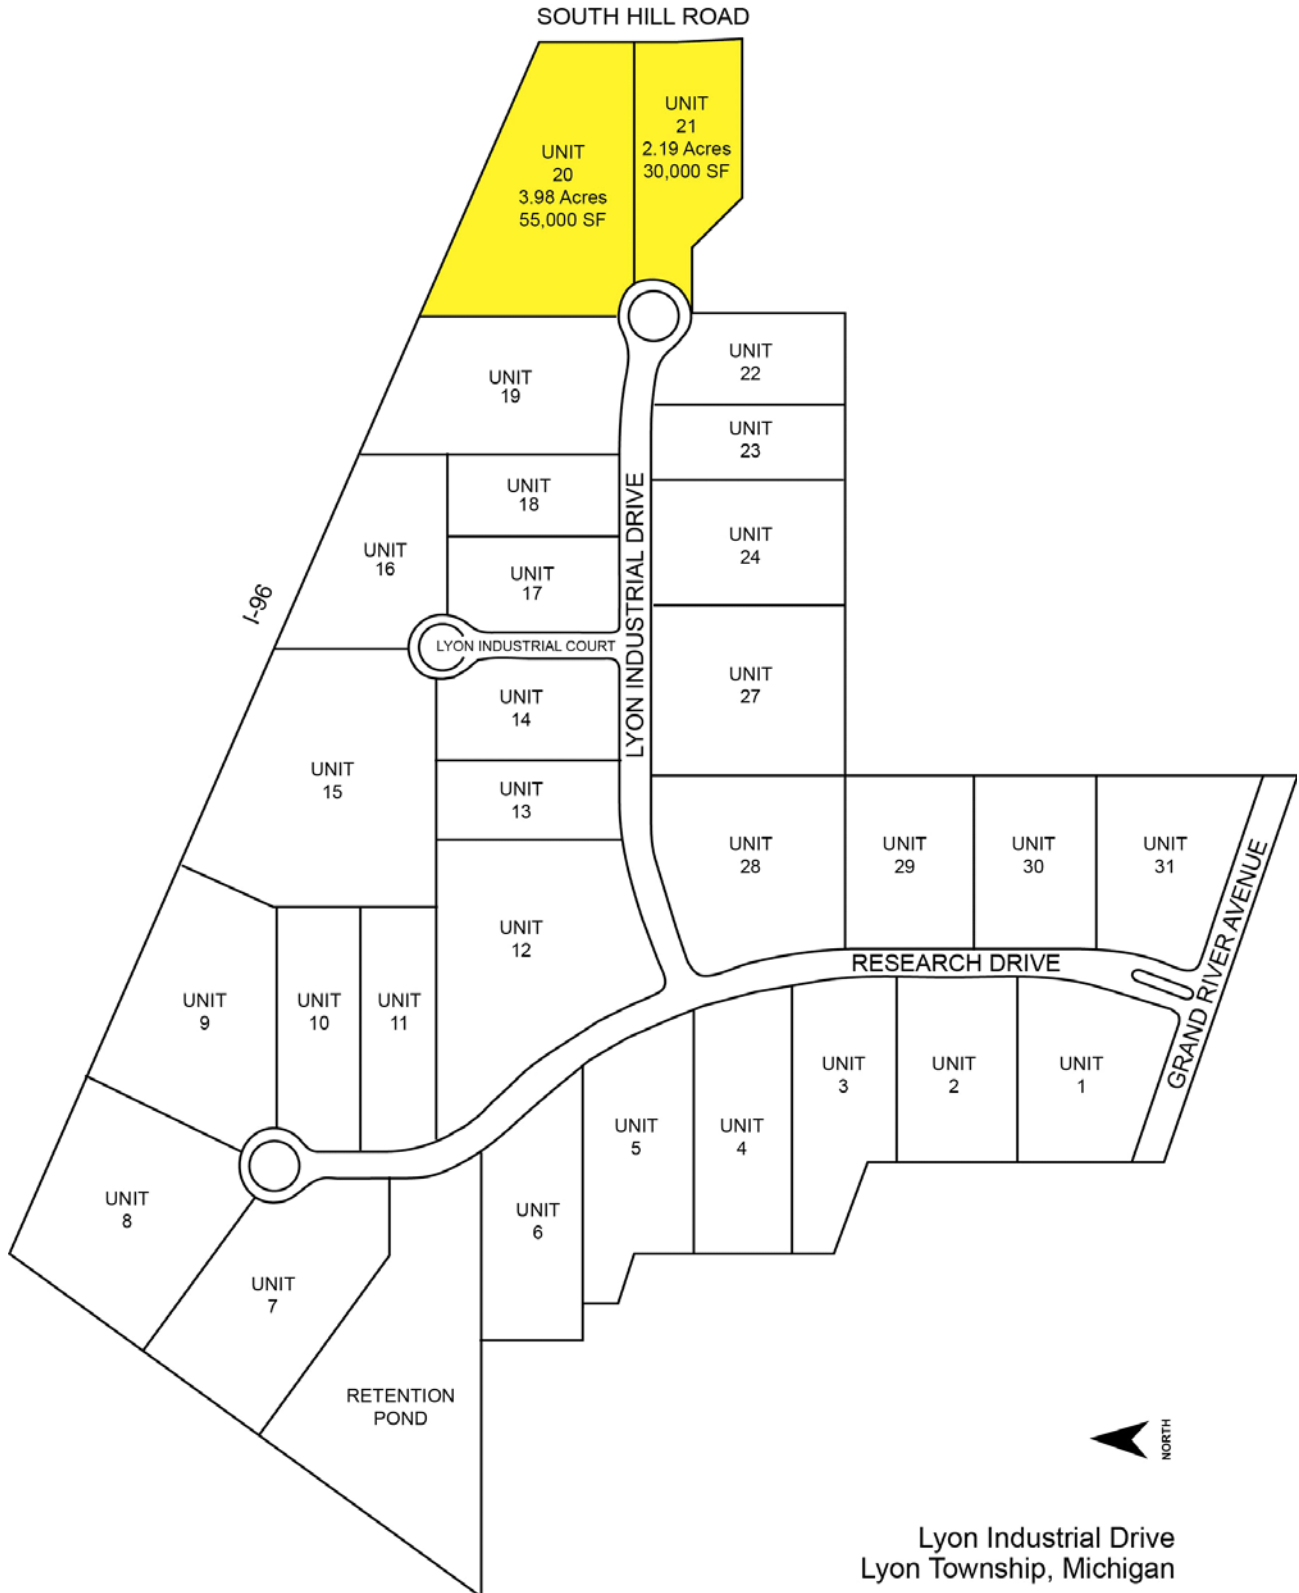 SOUTH HILL ROAD
UNIT
20
3.98 Acres
55,000 SF
UNIT
21
2.19 Acres
30,000 SF
UNIT
19
UNIT
22
UNIT
23
UNIT
18
UNIT
24
UNIT
16
UNIT
17
I-96
LYON INDUSTRIAL DRIVE
LYON INDUSTRIAL COURT
UNIT
14
UNIT
27
UNIT
15
UNIT
13
UNIT
28
UNIT
29
UNIT
30
UNIT
31
GRAND RIVER AVENUE
UNIT
12
RESEARCH DRIVE
UNIT
9
UNIT
10
UNIT
11
UNIT
3
UNIT
2
UNIT
1
UNIT
5
UNIT
4
UNIT
8
UNIT
6
UNIT
7
RETENTION
POND
NORTH
Lyon Industrial Drive
Lyon Township, Michigan